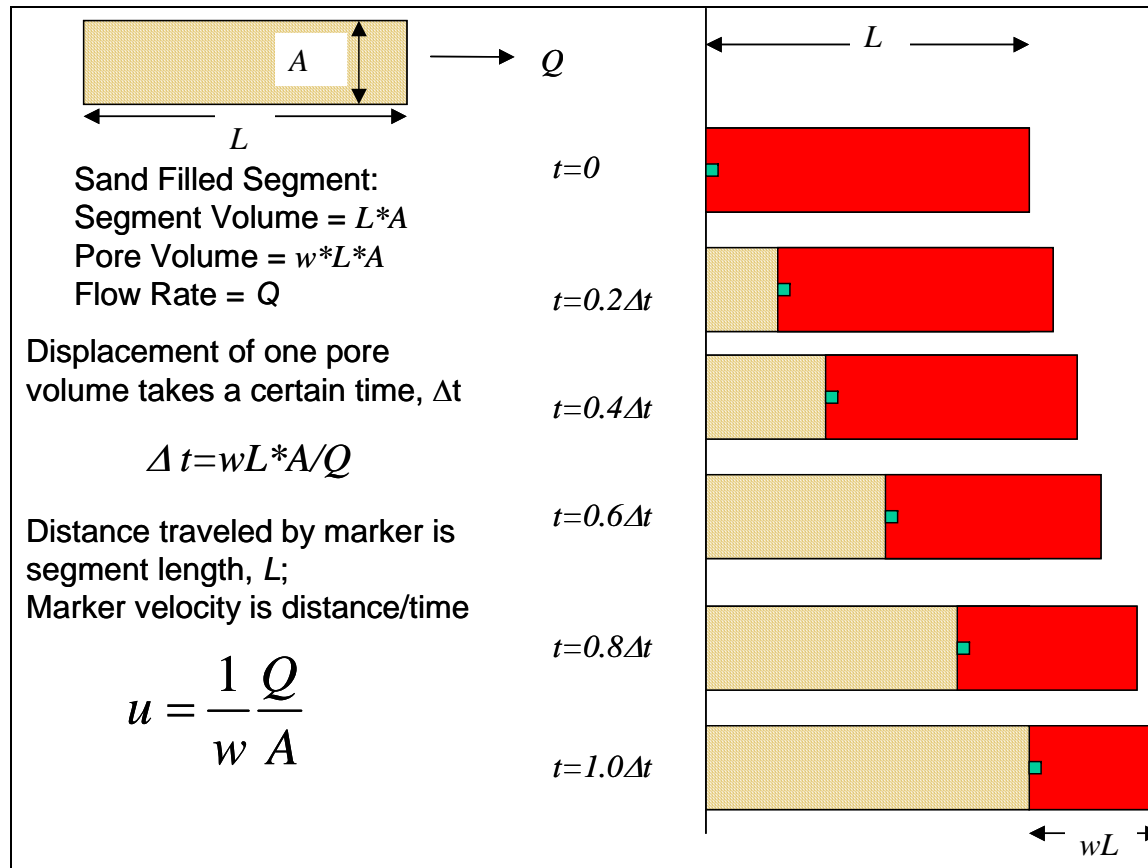 A
Q
L
Sand Filled Segment:
Segment Volume = L*A
Pore Volume = w*L*A
Flow Rate = Q
Displacement of one pore
volume takes a certain time, Δt
Δ t=wL*A/Q
Distance traveled by marker is
segment length, L;
Marker velocity is distance/time
u = 1/w Q/A
L
t=0
t=0.2Δt
t=0.4Δt
t=0.6Δt
t=0.8Δt
t=1.0Δt
wL